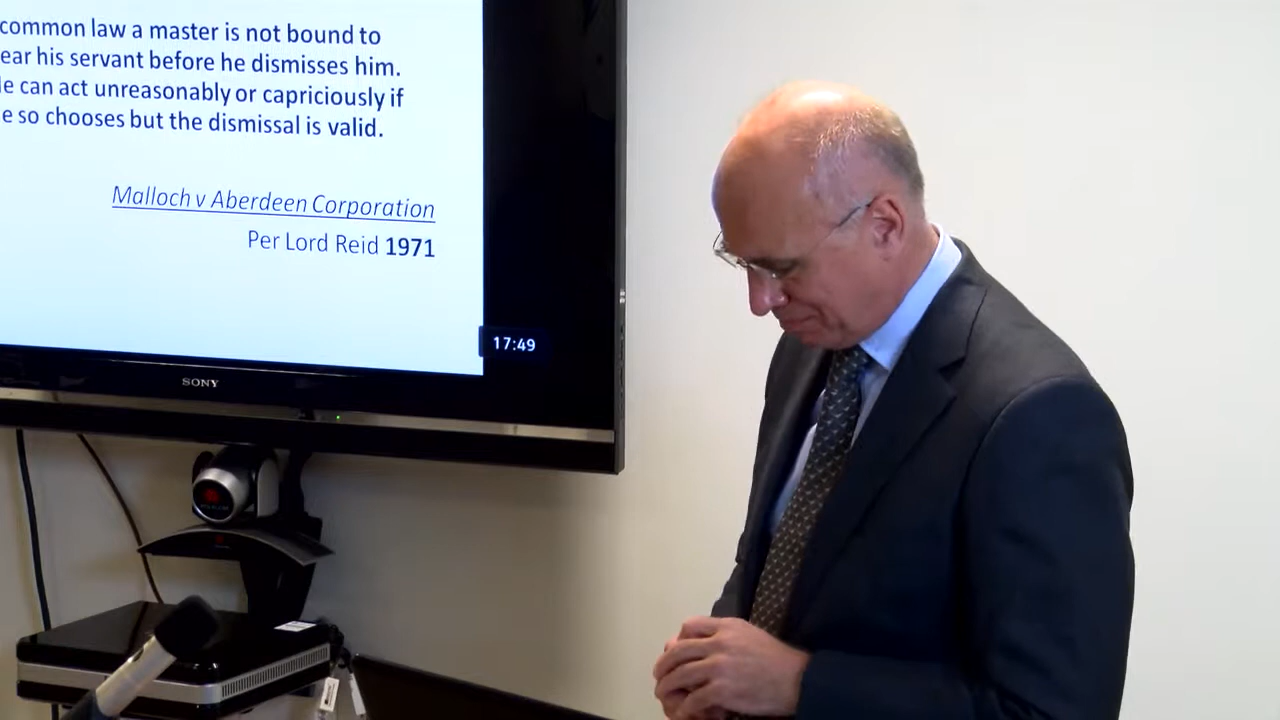 common law a master is not bound to
ear his servant before he dismisses him.
le can act unreasonably or capriciously if
e so chooses but the dismissal is valid.
Malloch v Aberdeen Corporation
Per Lord Reid 1971
17:49
SONY